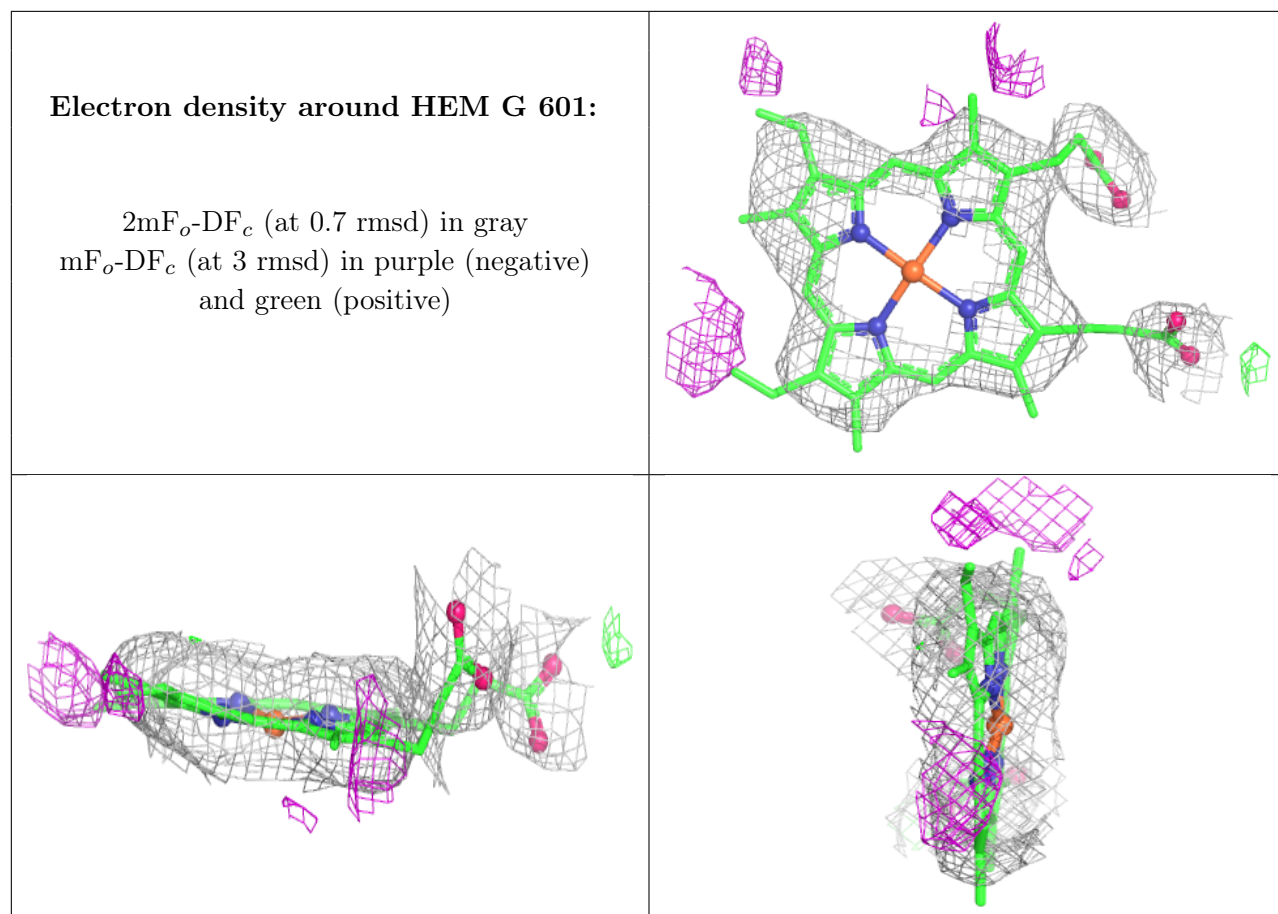 Electron density around HEM G 601:
2mFo-DFc (at 0.7 rmsd) in gray
mFo-DFc (at 3 rmsd) in purple (negative)
and green (positive)